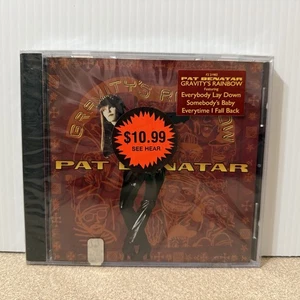 PAT BENATAR
GRAVITY'S RAINBOW
Featuring
Everybody Lay Down
Somebody's Baby
Everytime I Fall Back
GRAVITY'S
$10.99
SEE HEAR
PAT BENATAR